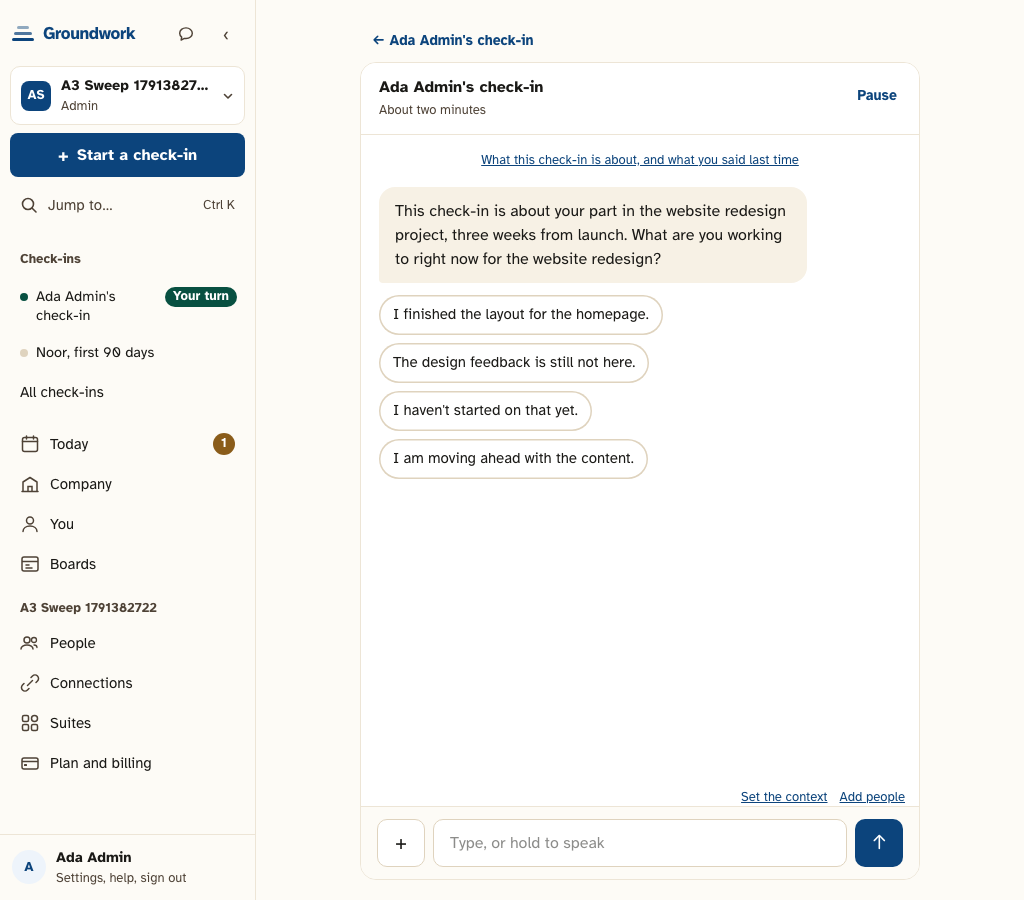 Groundwork
‹
AS
A3 Sweep 17913827...
Admin
+ Start a check-in
Jump to...
Ctrl K
Check-ins
Ada Admin's
check-in
Your turn
Noor, first 90 days
All check-ins
Today
1
Company
You
Boards
A3 Sweep 1791382722
People
Connections
Suites
Plan and billing
A
Ada Admin
Settings, help, sign out
← Ada Admin's check-in
Ada Admin's check-in
About two minutes
Pause
What this check-in is about, and what you said last time
This check-in is about your part in the website redesign
project, three weeks from launch. What are you working
to right now for the website redesign?
I finished the layout for the homepage.
The design feedback is still not here.
I haven't started on that yet.
I am moving ahead with the content.
Set the context
Add people
+
Type, or hold to speak
↑